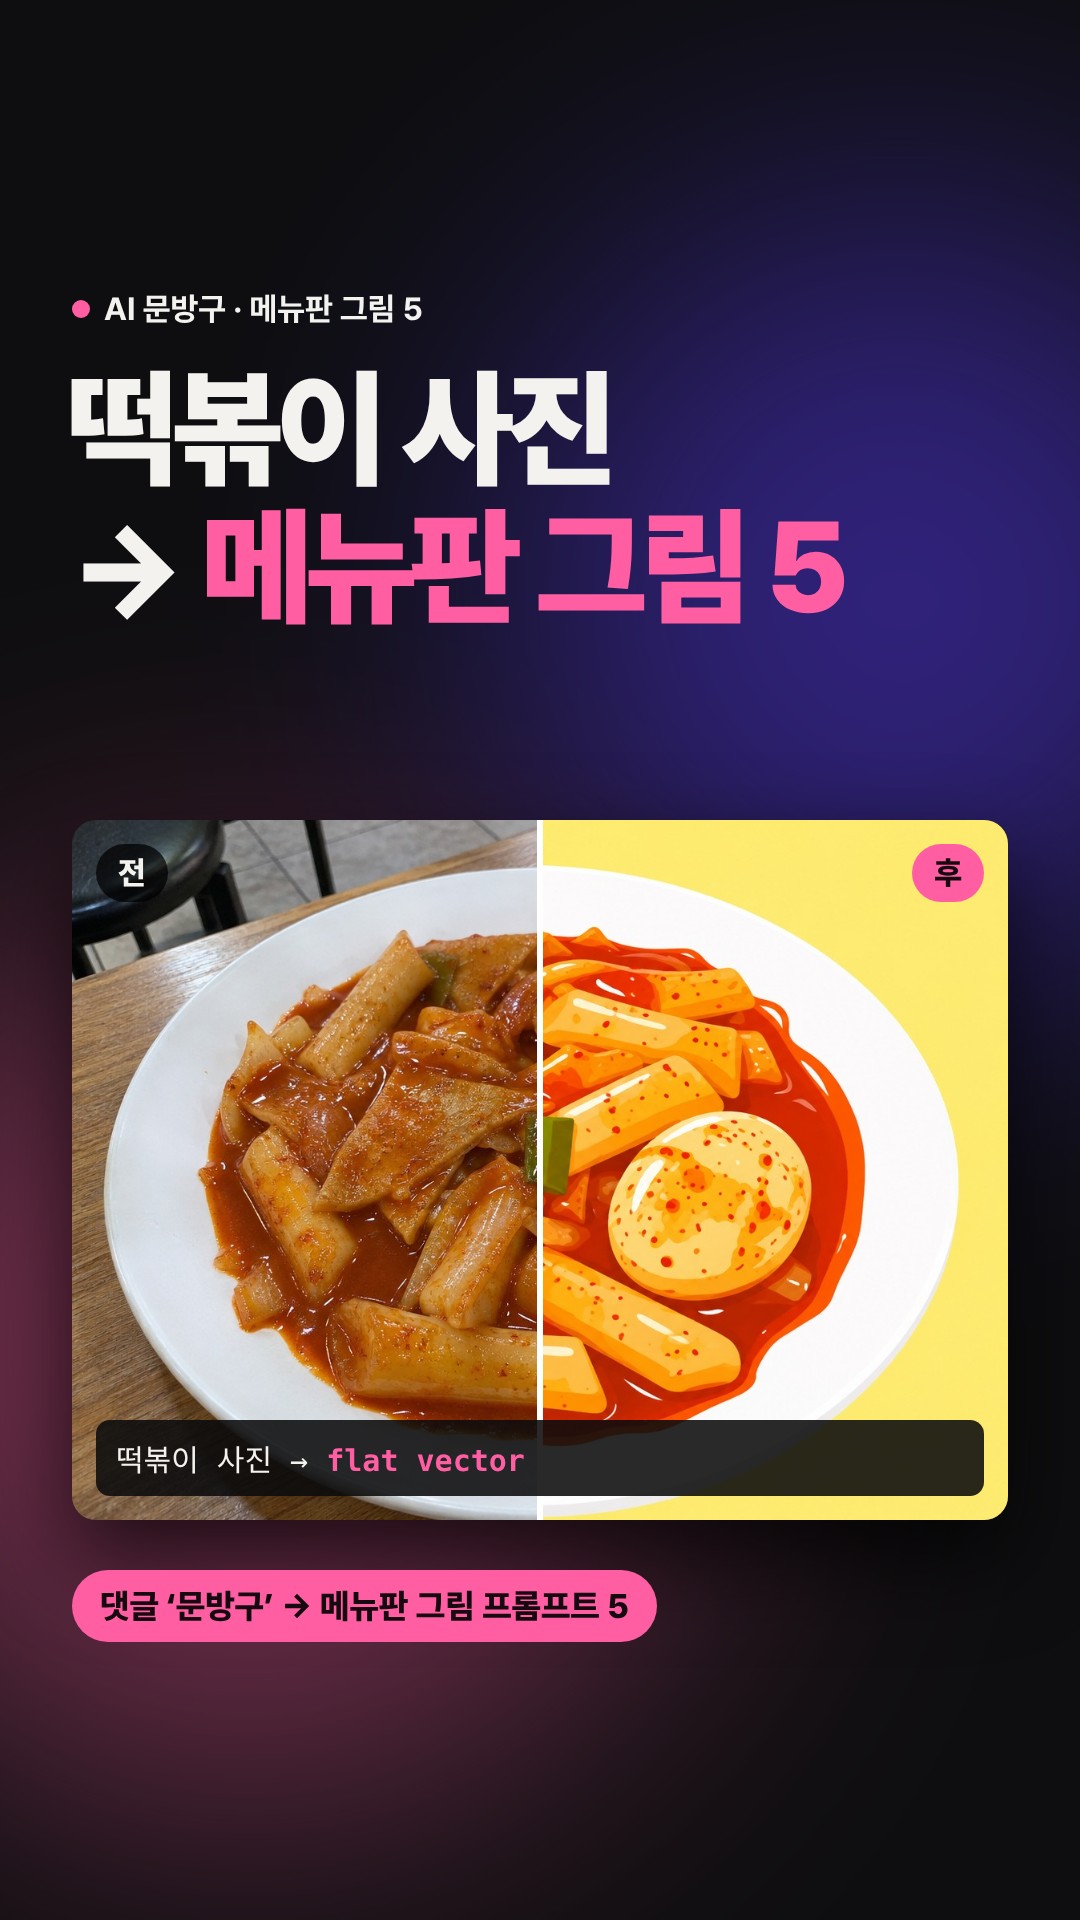 AI 문방구 · 메뉴판 그림 5
떡볶이 사진
→ 메뉴판 그림 5
전
후
떡볶이 사진 → flat vector
댓글 ‘문방구’ → 메뉴판 그림 프롬프트 5